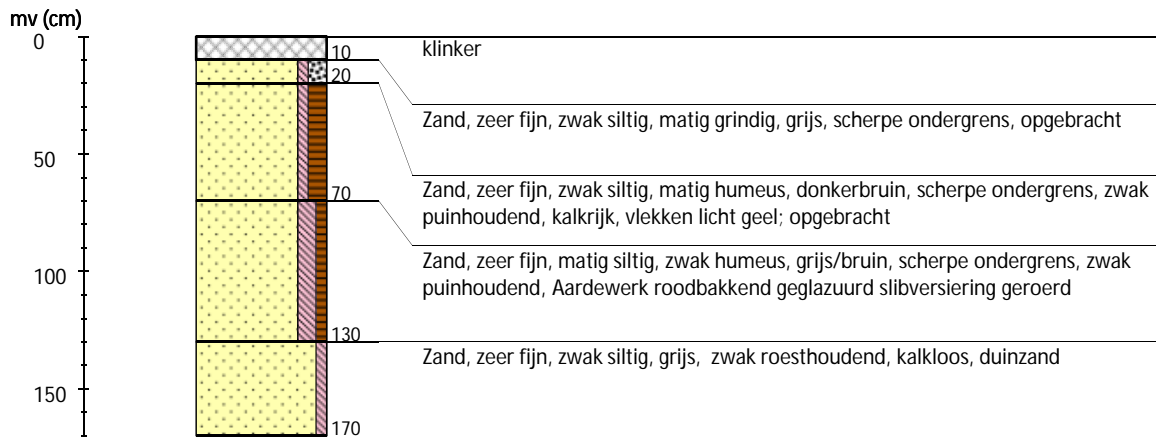 mv (cm)
0
10
klinker
20
Zand, zeer fijn, zwak siltig, matig grindig, grijs, scherpe ondergrens, opgebracht
50
70
Zand, zeer fijn, zwak siltig, matig humeus, donkerbruin, scherpe ondergrens, zwak
puinhoudend, kalkrijk, vlekken licht geel; opgebracht
100
Zand, zeer fijn, matig siltig, zwak humeus, grijs/bruin, scherpe ondergrens, zwak
puinhoudend, Aardewerk roodbakkend geglazuurd slibversiering geroerd
130
Zand, zeer fijn, zwak siltig, grijs, zwak roesthoudend, kalkloos, duinzand
150
170